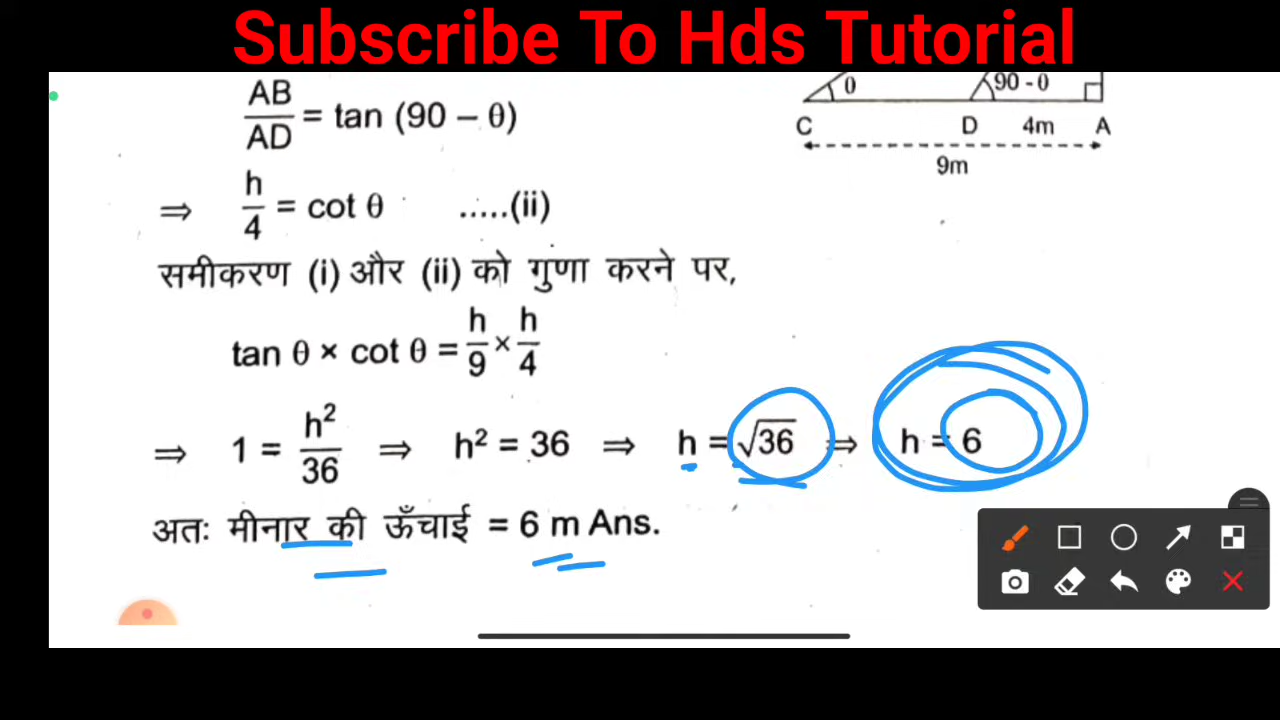 Subscribe To Hds Tutorial
AB/AD = tan (90 – θ)
θ
90 - θ
C D 4m A
9m
⇒ h/4 = cot θ .....(ii)
समीकरण (i) और (ii) को गुणा करने पर,
tan θ × cot θ = h/9 × h/4
⇒ 1 = h²/36 ⇒ h² = 36 ⇒ h = √36 ⇒ h = 6
अतः मीनार की ऊँचाई = 6 m Ans.